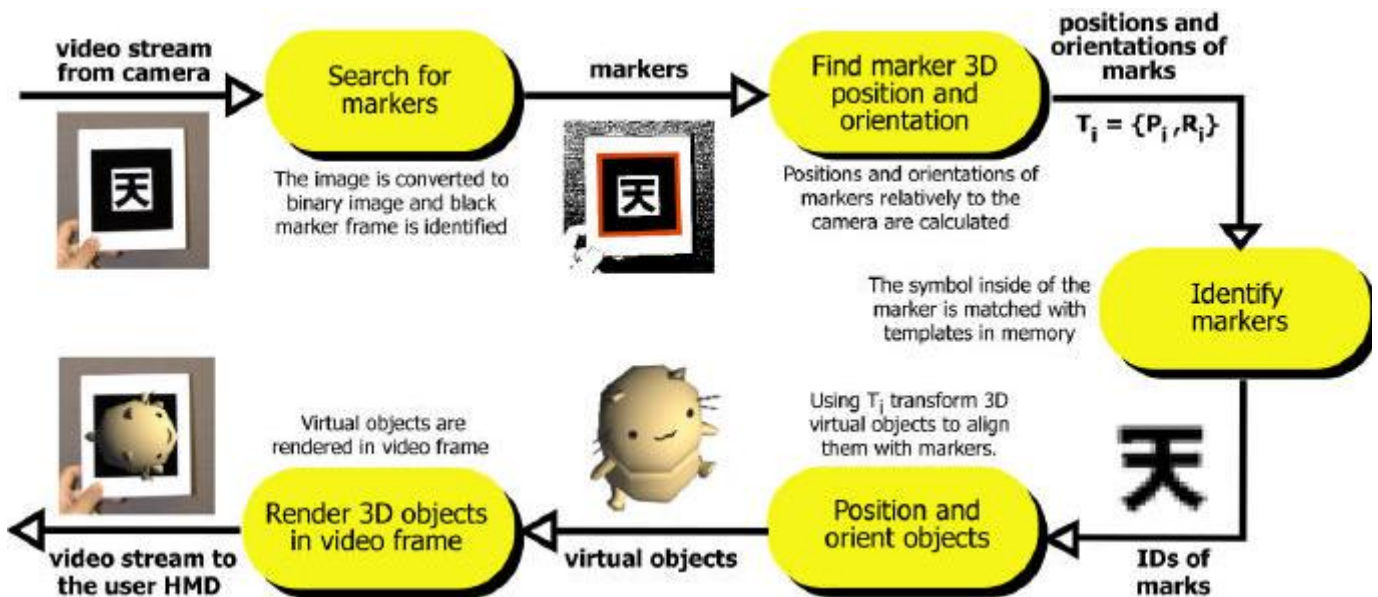 video stream
from camera
Search for
markers
The image is converted to
binary image and black
marker frame is identified
天
markers
天
Find marker 3D
position and
orientation
Positions and orientations of
markers relatively to the
camera are calculated
positions and
orientations of
marks
Tᵢ = {Pᵢ ,Rᵢ}
The symbol inside of the
marker is matched with
templates in memory
Identify
markers
天
IDs of
marks
Using Tᵢ transform 3D
virtual objects to align
them with markers.
Position and
orient objects
virtual objects
Virtual objects are
rendered in video frame
Render 3D objects
in video frame
video stream to
the user HMD